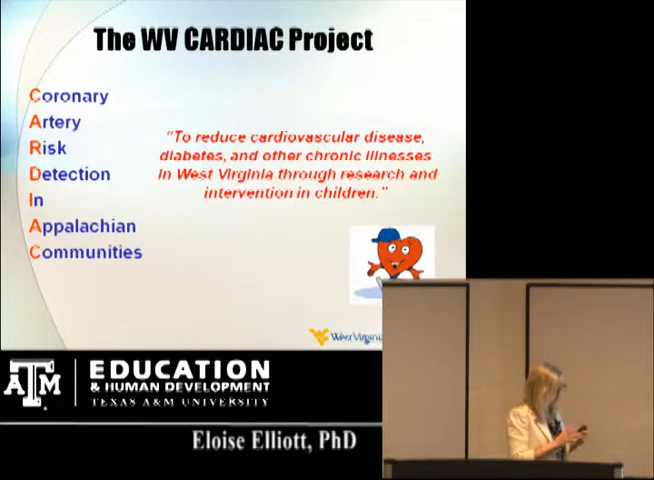 The WV CARDIAC Project
Coronary
Artery
Risk
Detection
In
Appalachian
Communities
"To reduce cardiovascular disease,
diabetes, and other chronic illnesses
in West Virginia through research and
intervention in children."
West Virgini
ATM
EDUCATION
& HUMAN DEVELOPMENT
TEXAS A&M UNIVERSITY
Eloise Elliott, PhD